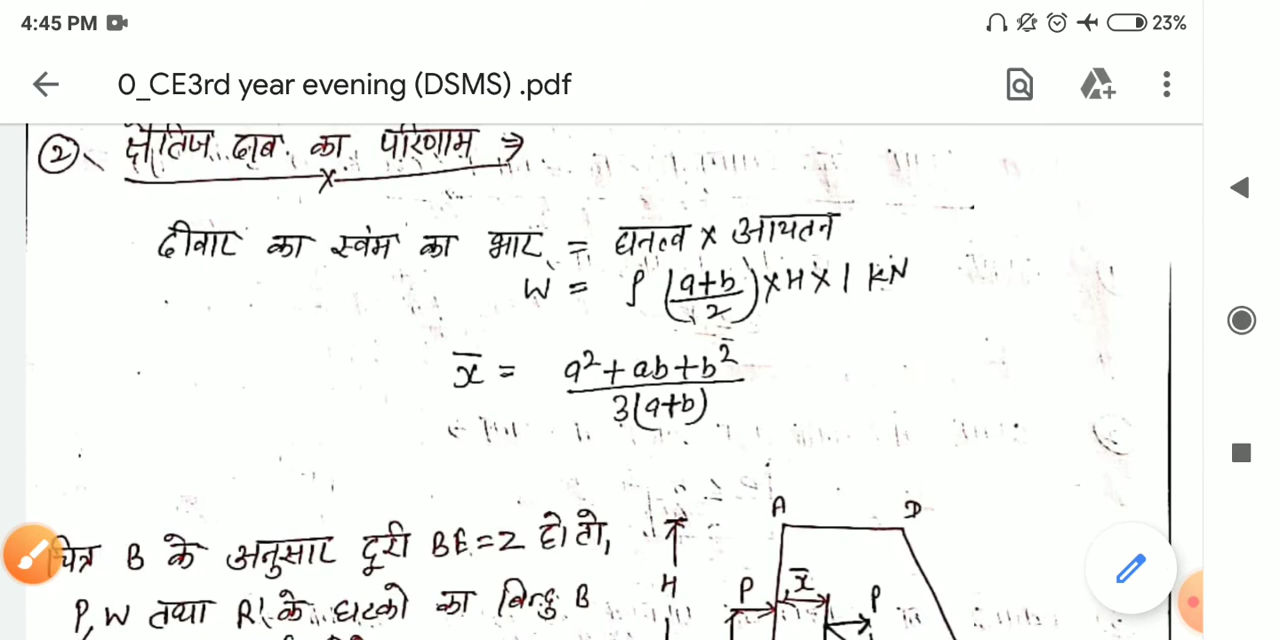 4:45 PM
23%
0_CE3rd year evening (DSMS) .pdf
② क्षैतिज दाब का परिणाम ⇒
दीवार का स्वंम का भार = घनत्व × आयतन
W = ρ (a+b/2) × H × 1 KN
x̄ = a²+ab+b²/3(a+b)
चित्र B के अनुसार दूरी BE=Z हो तो,
P, W तथा R' के घटको का बिन्दु B
A D
H
P x̄ P